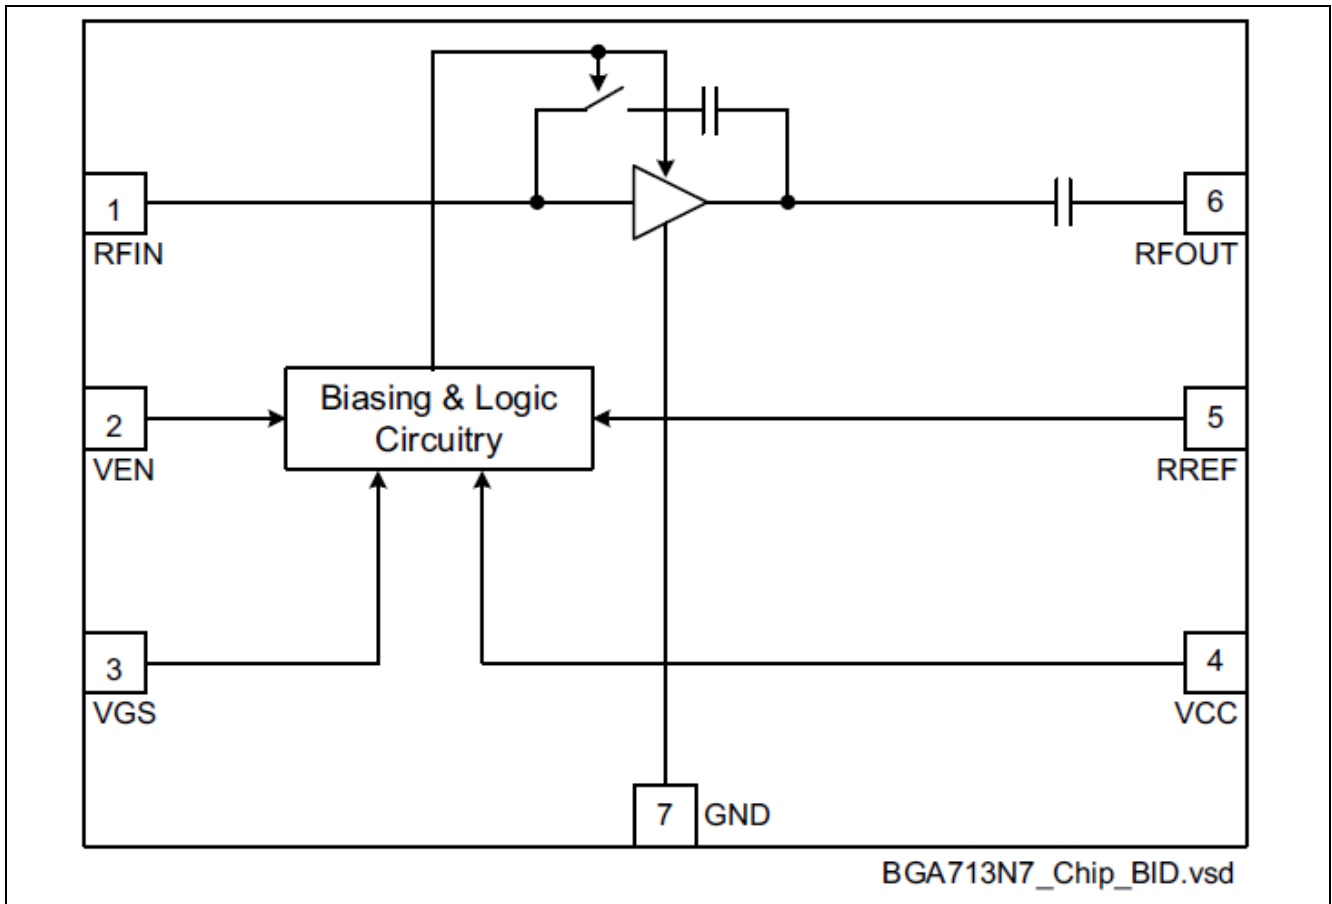 1
RFIN
6
RFOUT
Biasing & Logic
Circuitry
2
VEN
5
RREF
3
VGS
4
VCC
7 GND
BGA713N7_Chip_BID.vsd